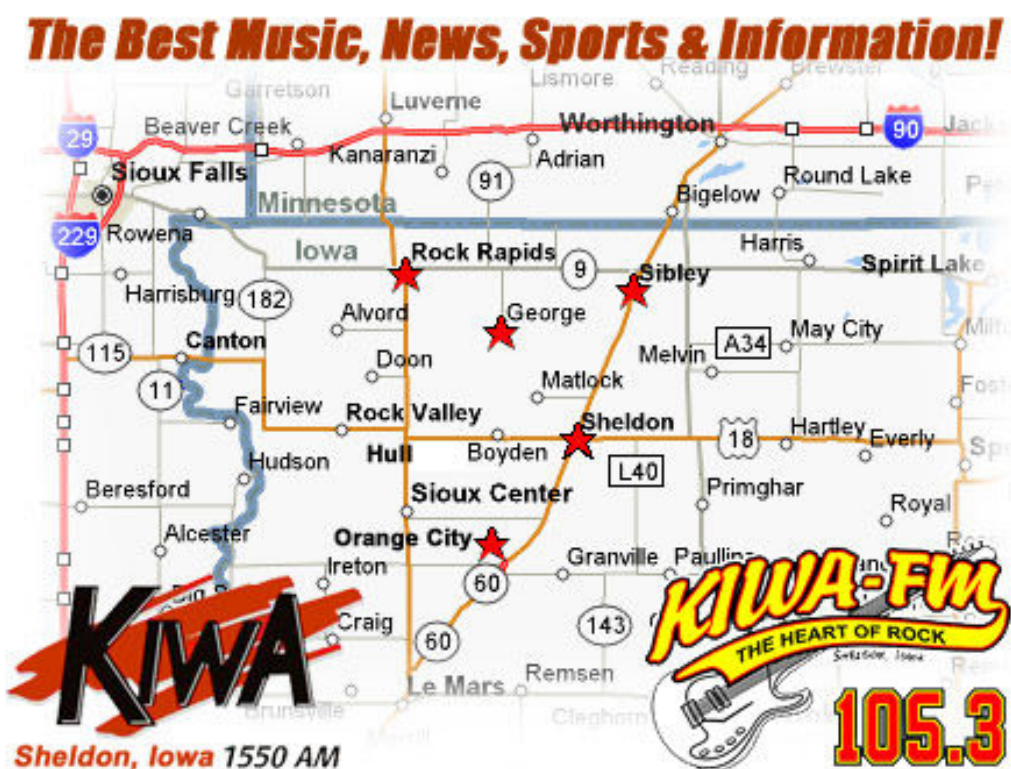 The Best Music, News, Sports & Information!
Reading
Brewster
Lismore
Garretson
Luverne
29
Beaver Creek
Worthington
90
Kanaranzi
Adrian
Sioux Falls
91
Round Lake
Bigelow
Minnesota
229
Rowena
Iowa
Harris
Rock Rapids
9
Sibley
Spirit Lake
Harrisburg
182
Alvord
George
May City
Canton
115
A34
Melvin
Doon
Matlock
11
Fairview
Rock Valley
Sheldon
18
Hartley
Everly
Hull
Boyden
Hudson
L40
Beresford
Sioux Center
Primghar
Royal
Alcester
Orange City
Granville
Ireton
60
KIWA-FM
Craig
60
143
THE HEART OF ROCK
Sheldon, Iowa
KIWA
Le Mars
Remsen
Brunsville
105.3
Sheldon, Iowa 1550 AM